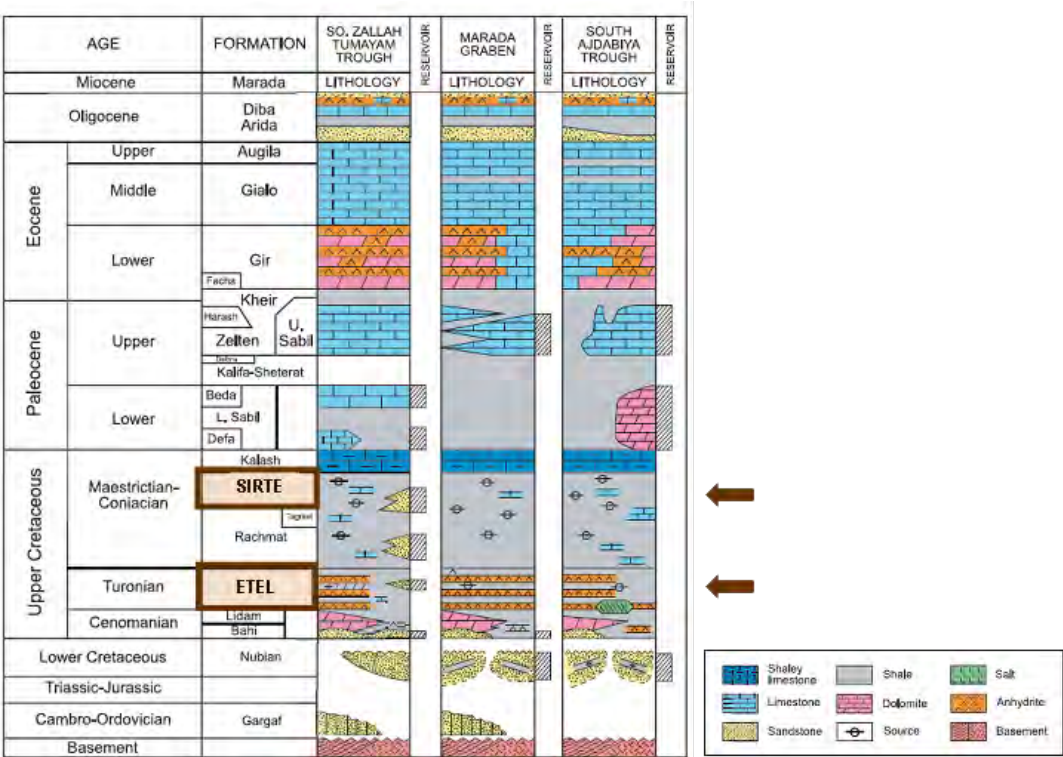 AGE
FORMATION
SO. ZALLAH
TUMAYAM
TROUGH
RESERVOIR
MARADA
GRABEN
RESERVOIR
SOUTH
AJDABIYA
TROUGH
RESERVOIR
Miocene
Marada
LITHOLOGY
LITHOLOGY
LITHOLOGY
Oligocene
Diba
Arida
Eocene
Upper
Augila
Middle
Gialo
Lower
Gir
Facha
Paleocene
Kheir
Upper
Harash
Zelten
U.
Sabil
Kalifa-Sheterat
Lower
Beda
L. Sabil
Defa
Upper Cretaceous
Kalash
Maestrictian-
Coniacian
SIRTE
Rachmat
Turonian
ETEL
Cenomanian
Lidam
Bahi
Lower Cretaceous
Nubian
Triassic-Jurassic
Cambro-Ordovician
Gargaf
Basement
Shaley
limestone
Shale
Salt
Limestone
Dolomite
Anhydrite
Sandstone
Source
Basement